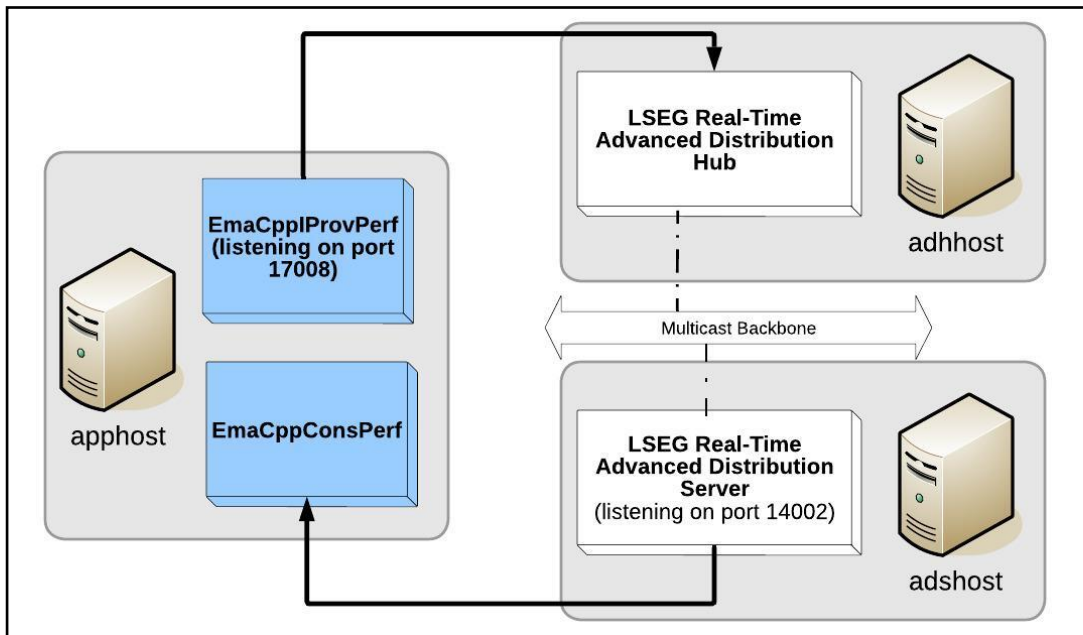 LSEG Real-Time
Advanced Distribution
Hub
adhhost
EmaCppIProvPerf
(listening on port
17008)
EmaCppConsPerf
apphost
Multicast Backbone
LSEG Real-Time
Advanced Distribution
Server
(listening on port 14002)
adshost